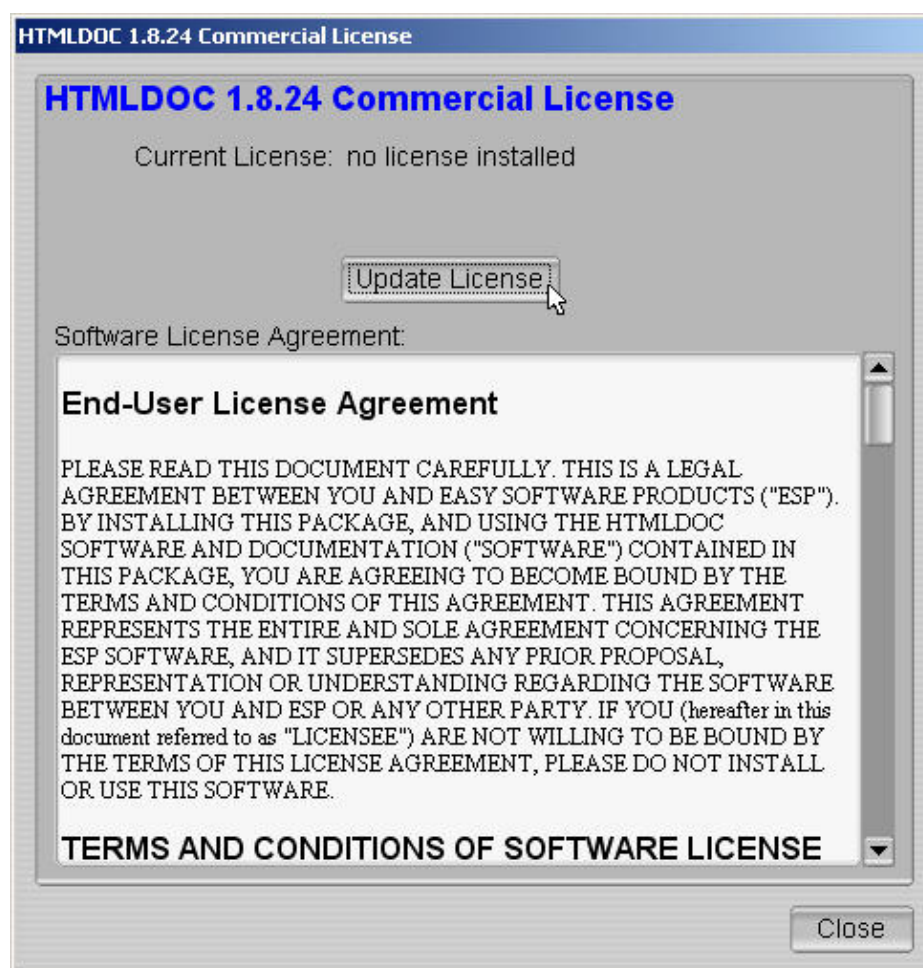 HTMLDOC 1.8.24 Commercial License
HTMLDOC 1.8.24 Commercial License
Current License: no license installed
Update License
Software License Agreement:
End-User License Agreement
PLEASE READ THIS DOCUMENT CAREFULLY. THIS IS A LEGAL
AGREEMENT BETWEEN YOU AND EASY SOFTWARE PRODUCTS ("ESP").
BY INSTALLING THIS PACKAGE, AND USING THE HTMLDOC
SOFTWARE AND DOCUMENTATION ("SOFTWARE") CONTAINED IN
THIS PACKAGE, YOU ARE AGREEING TO BECOME BOUND BY THE
TERMS AND CONDITIONS OF THIS AGREEMENT. THIS AGREEMENT
REPRESENTS THE ENTIRE AND SOLE AGREEMENT CONCERNING THE
ESP SOFTWARE, AND IT SUPERSEDES ANY PRIOR PROPOSAL,
REPRESENTATION OR UNDERSTANDING REGARDING THE SOFTWARE
BETWEEN YOU AND ESP OR ANY OTHER PARTY. IF YOU (hereafter in this
document referred to as "LICENSEE") ARE NOT WILLING TO BE BOUND BY
THE TERMS OF THIS LICENSE AGREEMENT, PLEASE DO NOT INSTALL
OR USE THIS SOFTWARE.
TERMS AND CONDITIONS OF SOFTWARE LICENSE
Close